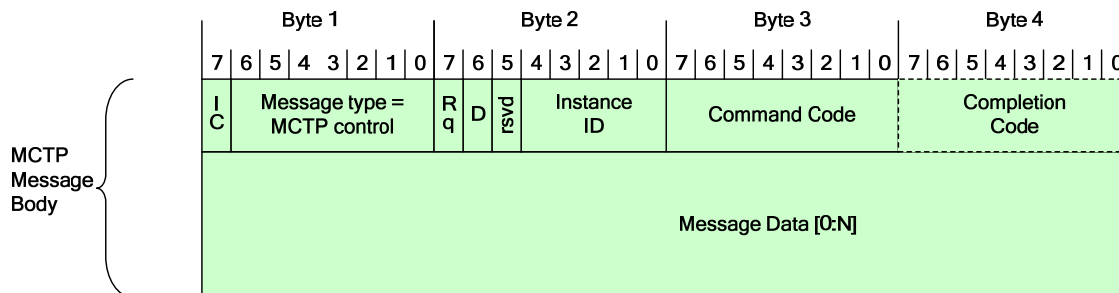 Byte 1 Byte 2 Byte 3 Byte 4
7 6 5 4 3 2 1 0 7 6 5 4 3 2 1 0 7 6 5 4 3 2 1 0 7 6 5 4 3 2 1 0
I
C
Message type =
MCTP control
R
q
D
rsvd
Instance
ID
Command Code
Completion
Code
MCTP
Message
Body
Message Data [0:N]